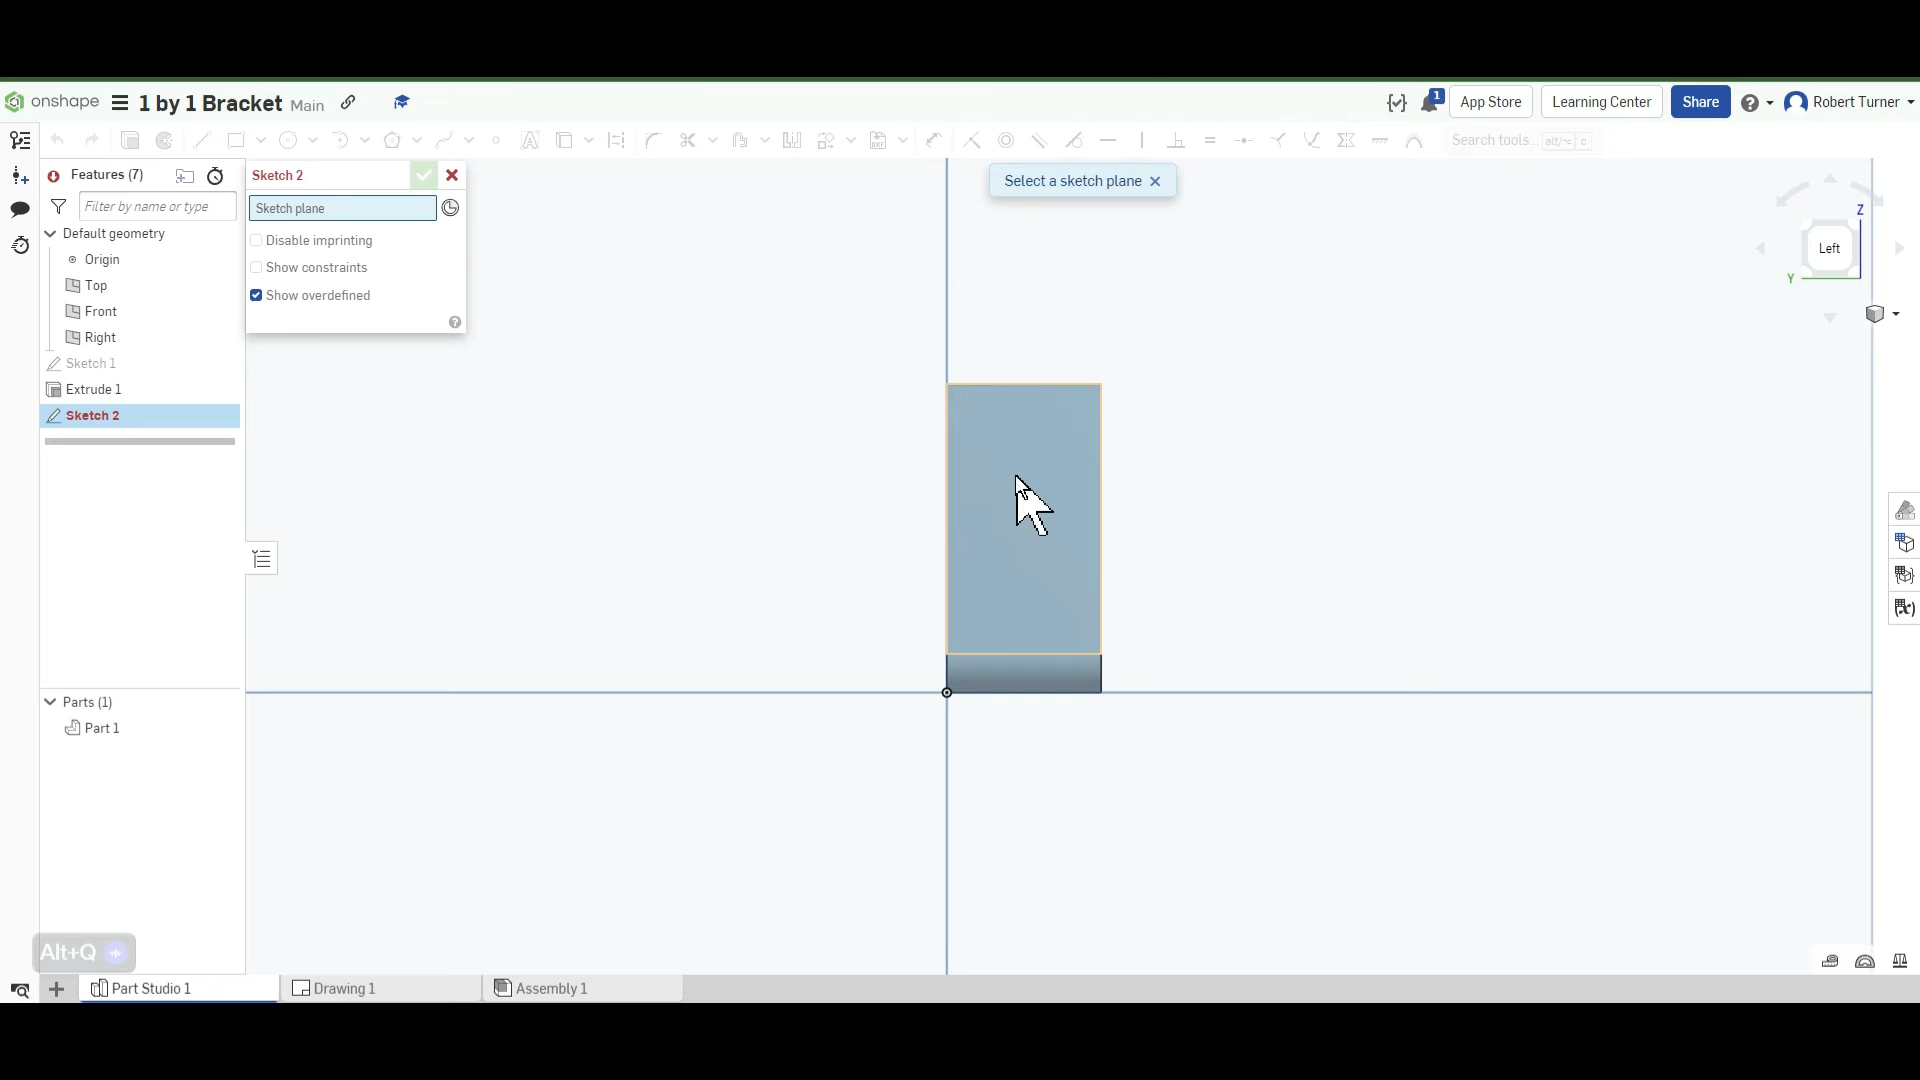 onshape 1 by 1 Bracket Main 1 App Store Learning Center Share Robert Turner
Search tools... alt/⌥ c
Features (7)
Filter by name or type
Default geometry
Origin
Top
Front
Right
Sketch 1
Extrude 1
Sketch 2
Sketch 2
Sketch plane
Disable imprinting
Show constraints
Show overdefined
Select a sketch plane
Z
Left
Y
Parts (1)
Part 1
Alt+Q
Part Studio 1
Drawing 1
Assembly 1